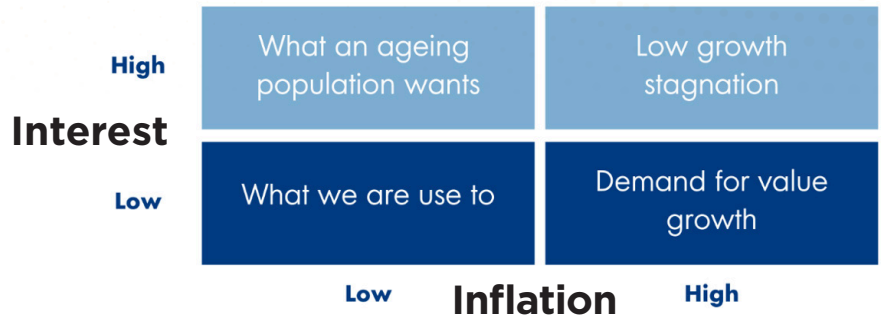 High
What an ageing
population wants
Low growth
stagnation
Interest
Low
What we are use to
Demand for value
growth
Low
Inflation
High